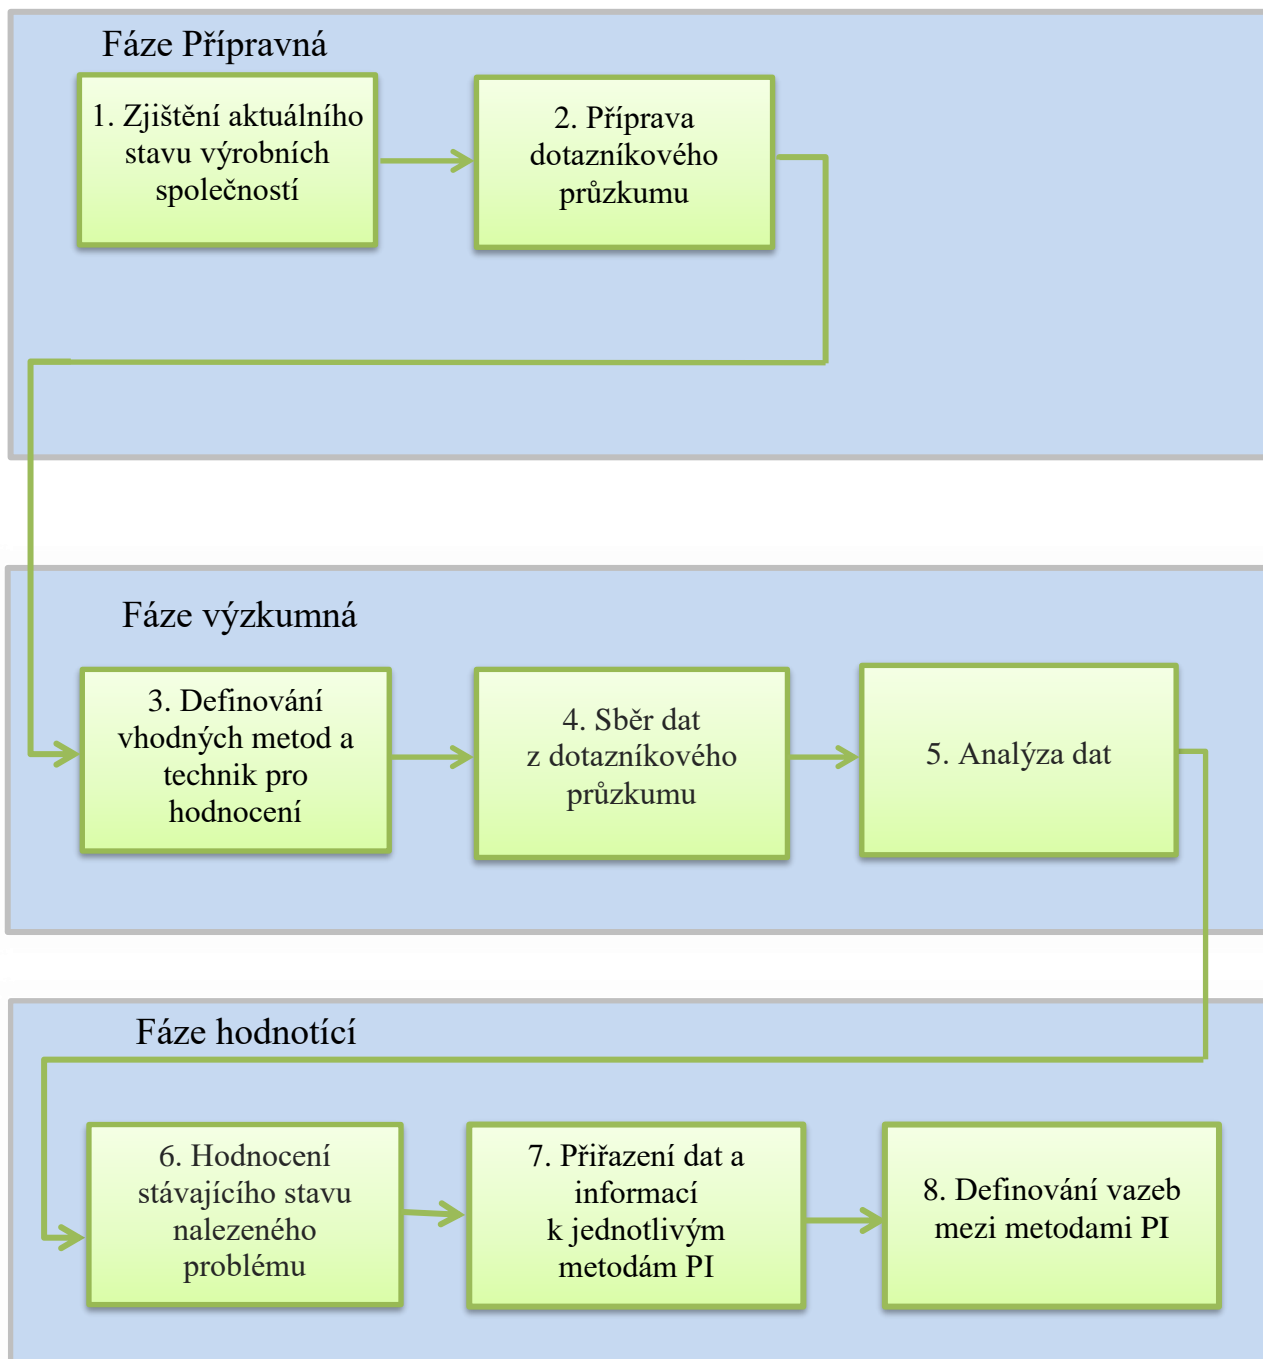 Fáze Přípravná
1. Zjištění aktuálního
stavu výrobních
společností
2. Příprava
dotazníkového
průzkumu
Fáze výzkumná
3. Definování
vhodných metod a
technik pro
hodnocení
4. Sběr dat
z dotazníkového
průzkumu
5. Analýza dat
Fáze hodnotící
6. Hodnocení
stávajícího stavu
nalezeného
problému
7. Přiřazení dat a
informací
k jednotlivým
metodám PI
8. Definování vazeb
mezi metodami PI